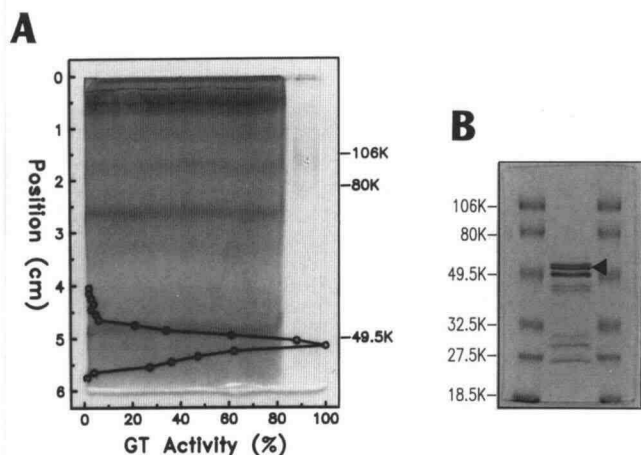 A
B
0
1
2
3
4
5
6
Position (cm)
106K
80K
49.5K
0 20 40 60 80 100
GT Activity (%)
106K
80K
49.5K
32.5K
27.5K
18.5K